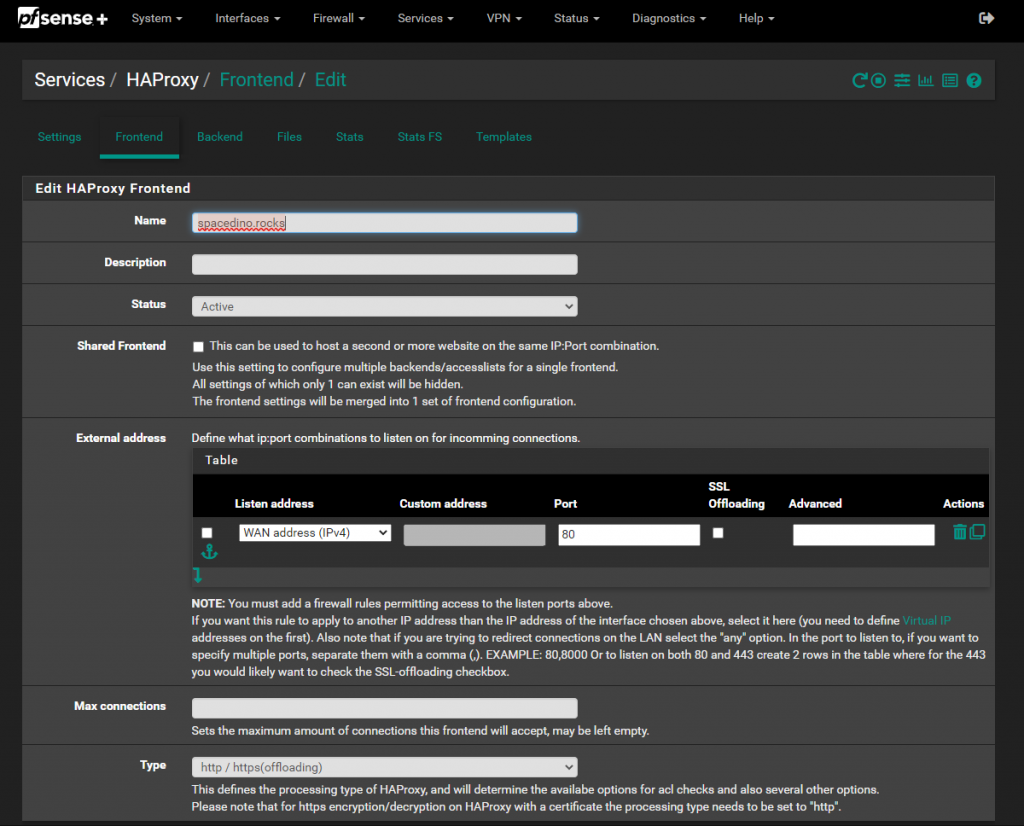 pfsense + System Interfaces Firewall Services VPN Status Diagnostics Help
Services / HAProxy / Frontend / Edit
Settings Frontend Backend Files Stats Stats FS Templates
Edit HAProxy Frontend
Name spacedino.rocks
Description
Status Active
Shared Frontend This can be used to host a second or more website on the same IP:Port combination.
Use this setting to configure multiple backends/accesslists for a single frontend.
All settings of which only 1 can exist will be hidden.
The frontend settings will be merged into 1 set of frontend configuration.
External address Define what ip:port combinations to listen on for incomming connections.
Table
Listen address Custom address Port SSL Offloading Advanced Actions
WAN address (IPv4) 80
NOTE: You must add a firewall rules permitting access to the listen ports above.
If you want this rule to apply to another IP address than the IP address of the interface chosen above, select it here (you need to define Virtual IP
addresses on the first). Also note that if you are trying to redirect connections on the LAN select the "any" option. In the port to listen to, if you want to
specify multiple ports, separate them with a comma (,). EXAMPLE: 80,8000 Or to listen on both 80 and 443 create 2 rows in the table where for the 443
you would likely want to check the SSL-offloading checkbox.
Max connections
Sets the maximum amount of connections this frontend will accept, may be left empty.
Type http / https(offloading)
This defines the processing type of HAProxy, and will determine the availabe options for acl checks and also several other options.
Please note that for https encryption/decryption on HAProxy with a certificate the processing type needs to be set to "http".